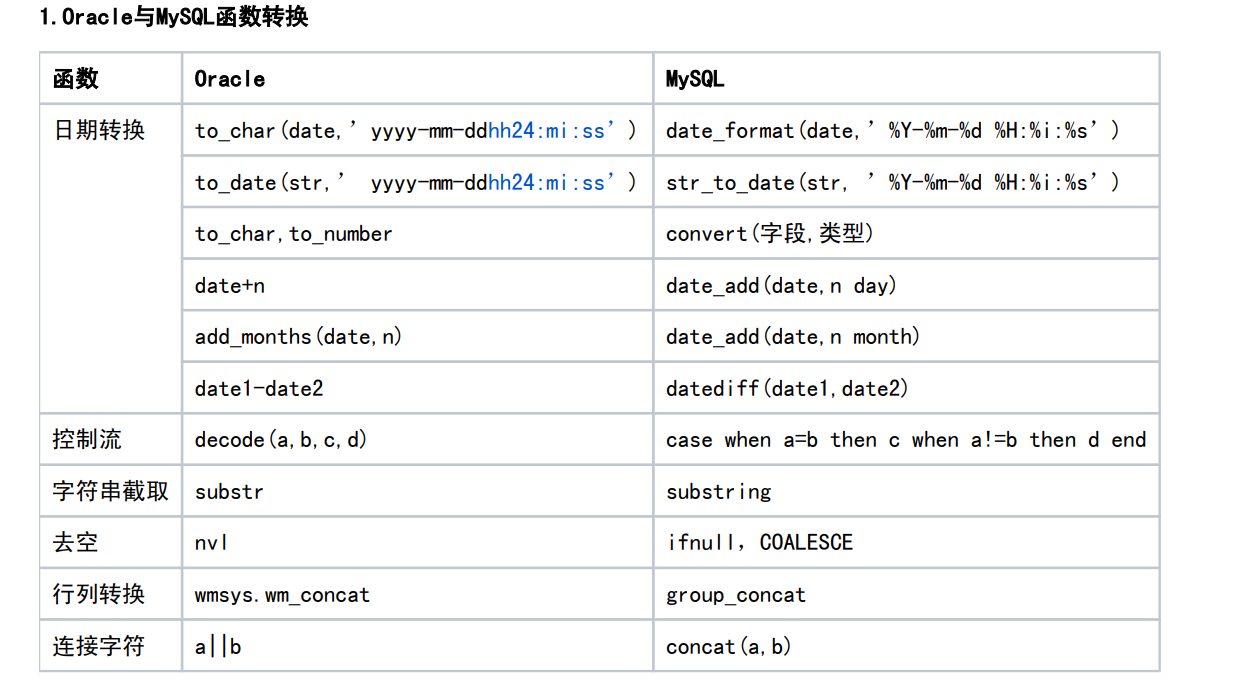 1.Oracle与MySQL函数转换
函数 Oracle MySQL
日期转换 to_char(date,’ yyyy-mm-ddhh24:mi:ss’) date_format(date,’%Y-%m-%d %H:%i:%s’)
to_date(str,’ yyyy-mm-ddhh24:mi:ss’) str_to_date(str, ’%Y-%m-%d %H:%i:%s’)
to_char,to_number convert(字段,类型)
date+n date_add(date,n day)
add_months(date,n) date_add(date,n month)
date1-date2 datediff(date1,date2)
控制流 decode(a,b,c,d) case when a=b then c when a!=b then d end
字符串截取 substr substring
去空 nvl ifnull，COALESCE
行列转换 wmsys.wm_concat group_concat
连接字符 a||b concat(a,b)